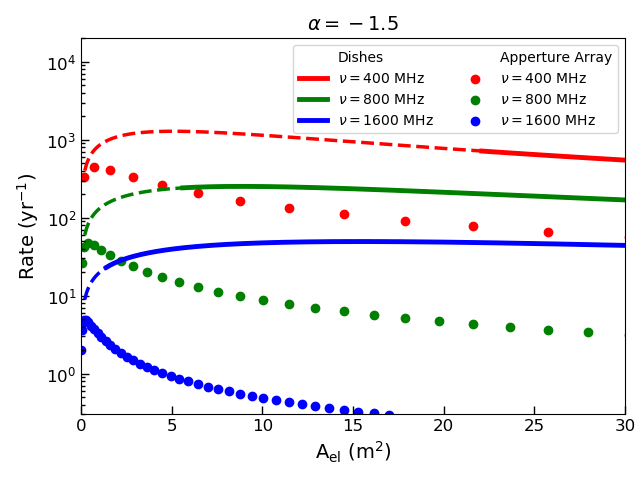 α = −1.5
Dishes
ν = 400 MHz
ν = 800 MHz
ν = 1600 MHz
Apperture Array
ν = 400 MHz
ν = 800 MHz
ν = 1600 MHz
Rate (yr⁻¹)
10⁴
10³
10²
10¹
10⁰
0 5 10 15 20 25 30
A_el (m²)